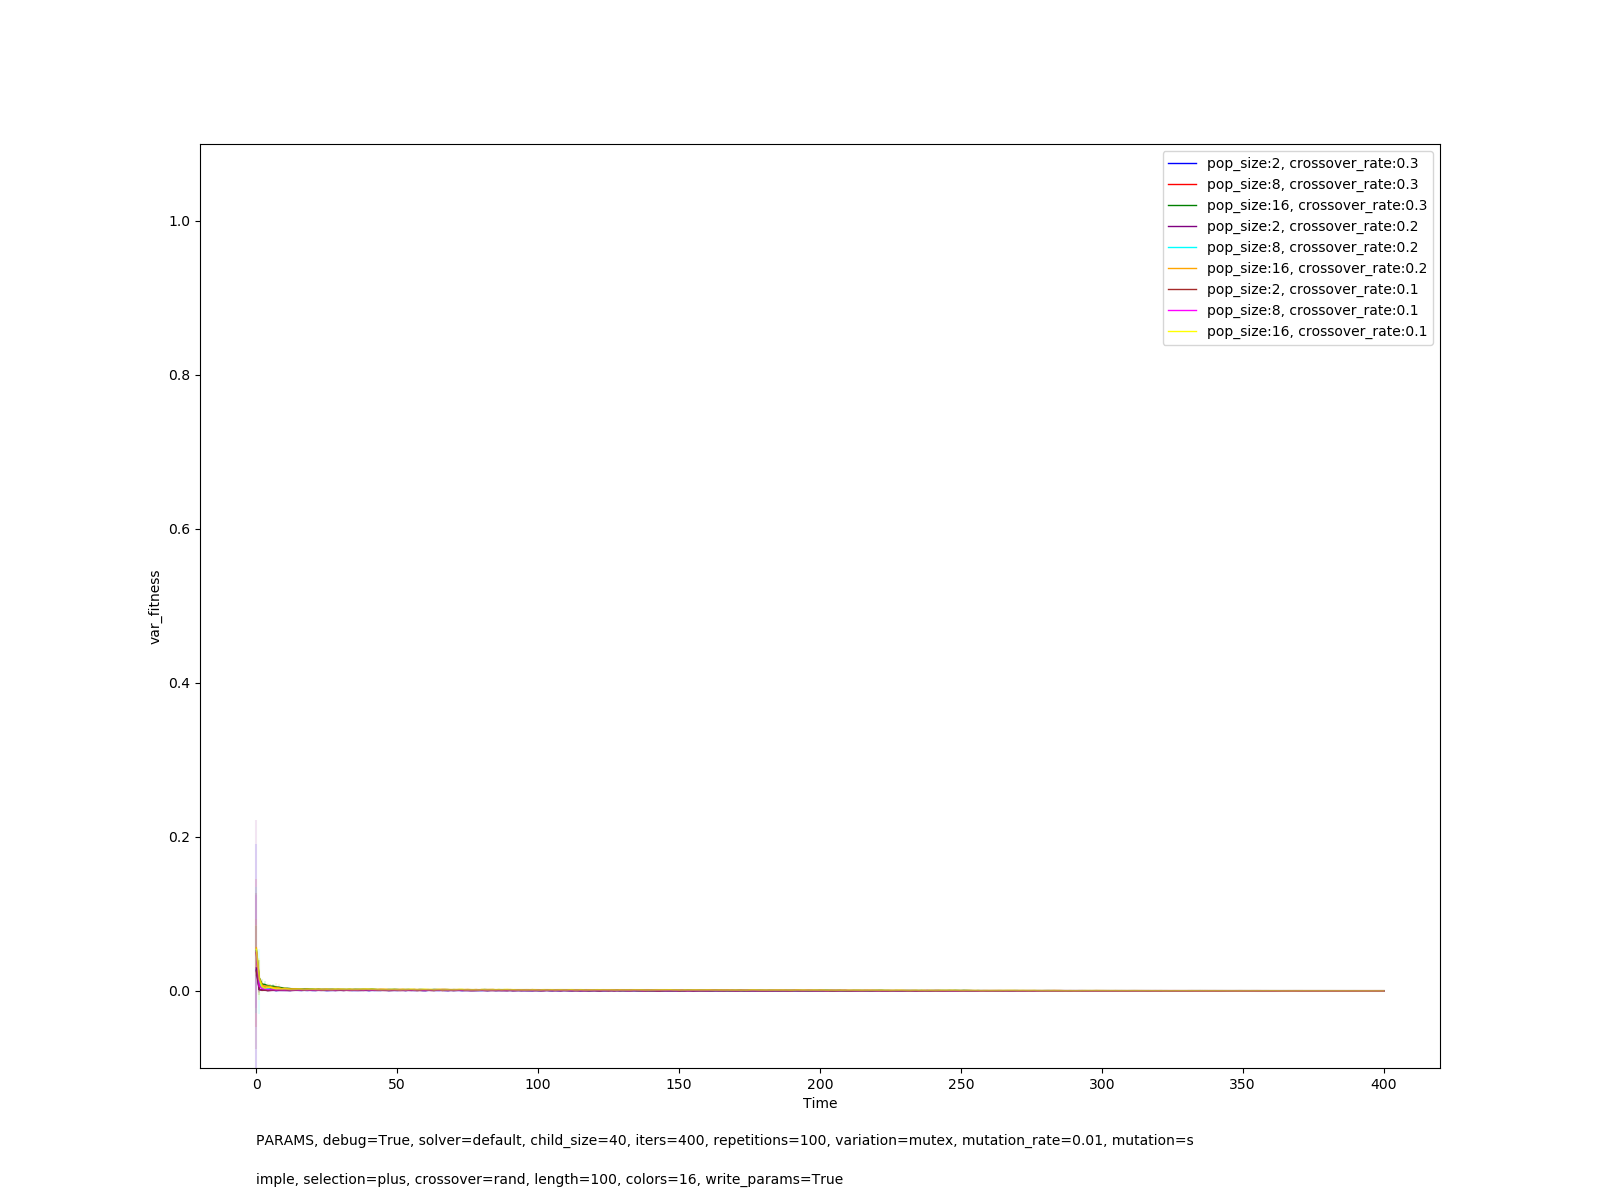 pop_size:2, crossover_rate:0.3
pop_size:8, crossover_rate:0.3
pop_size:16, crossover_rate:0.3
pop_size:2, crossover_rate:0.2
pop_size:8, crossover_rate:0.2
pop_size:16, crossover_rate:0.2
pop_size:2, crossover_rate:0.1
pop_size:8, crossover_rate:0.1
pop_size:16, crossover_rate:0.1
1.0
0.8
0.6
0.4
0.2
0.0
var_fitness
0 50 100 150 200 250 300 350 400
Time
PARAMS, debug=True, solver=default, child_size=40, iters=400, repetitions=100, variation=mutex, mutation_rate=0.01, mutation=s
imple, selection=plus, crossover=rand, length=100, colors=16, write_params=True